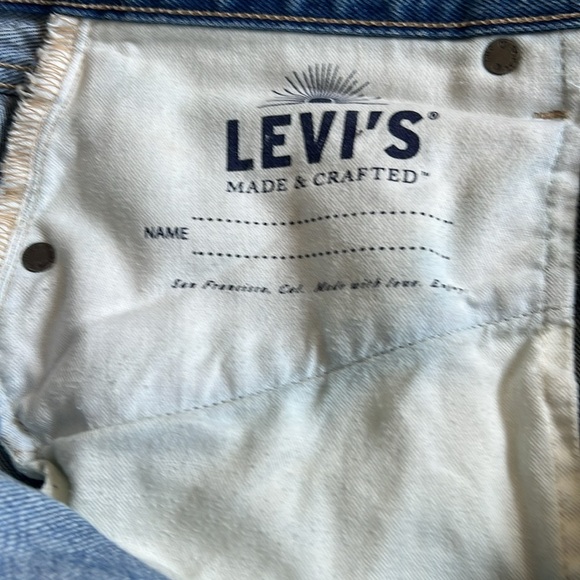 LEVI'S®
MADE & CRAFTED™
NAME
San Francisco, Cal. Made with love.